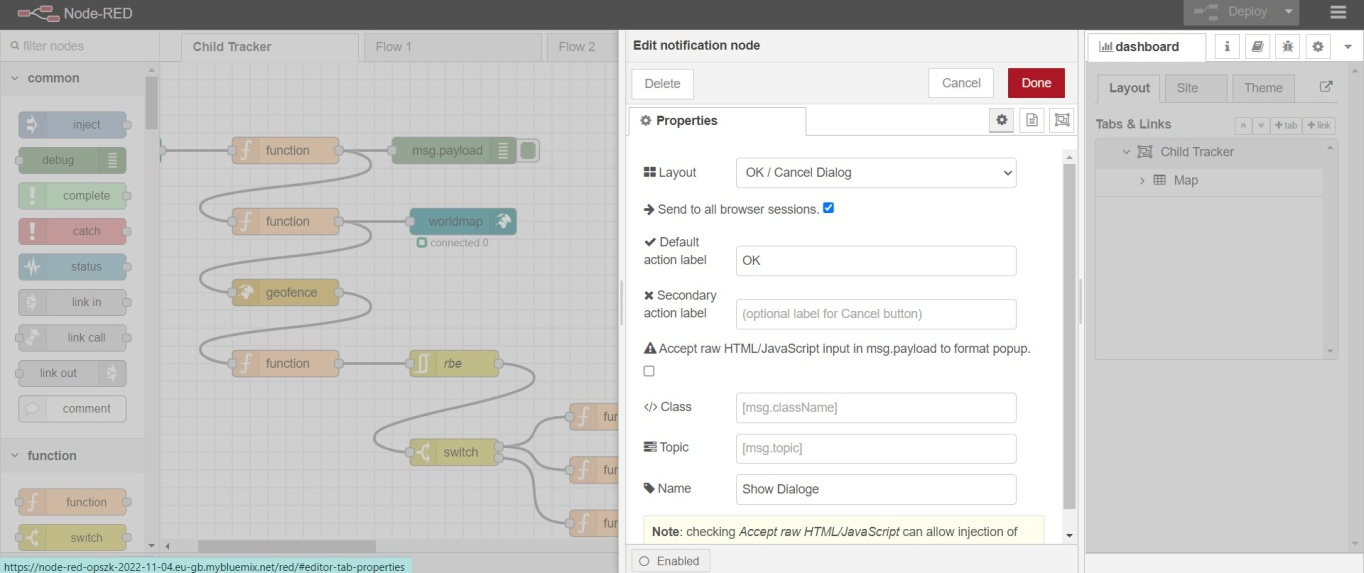 Node-RED
Deploy
filter nodes
Child Tracker
Flow 1
Flow 2
common
inject
debug
complete
catch
status
link in
link call
link out
comment
function
function
switch
function
msg.payload
function
worldmap
connected 0
geofence
function
rbe
switch
fur
fur
fur
Edit notification node
Delete
Cancel
Done
Properties
Layout
OK / Cancel Dialog
Send to all browser sessions.
Default
action label
OK
Secondary
action label
(optional label for Cancel button)
Accept raw HTML/JavaScript input in msg.payload to format popup.
Class
[msg.className]
Topic
[msg.topic]
Name
Show Dialoge
Note: checking Accept raw HTML/JavaScript can allow injection of
Enabled
dashboard
Layout
Site
Theme
Tabs & Links
+tab
+link
Child Tracker
Map
https://node-red-opszk-2022-11-04.eu-gb.mybluemix.net/red/#editor-tab-properties